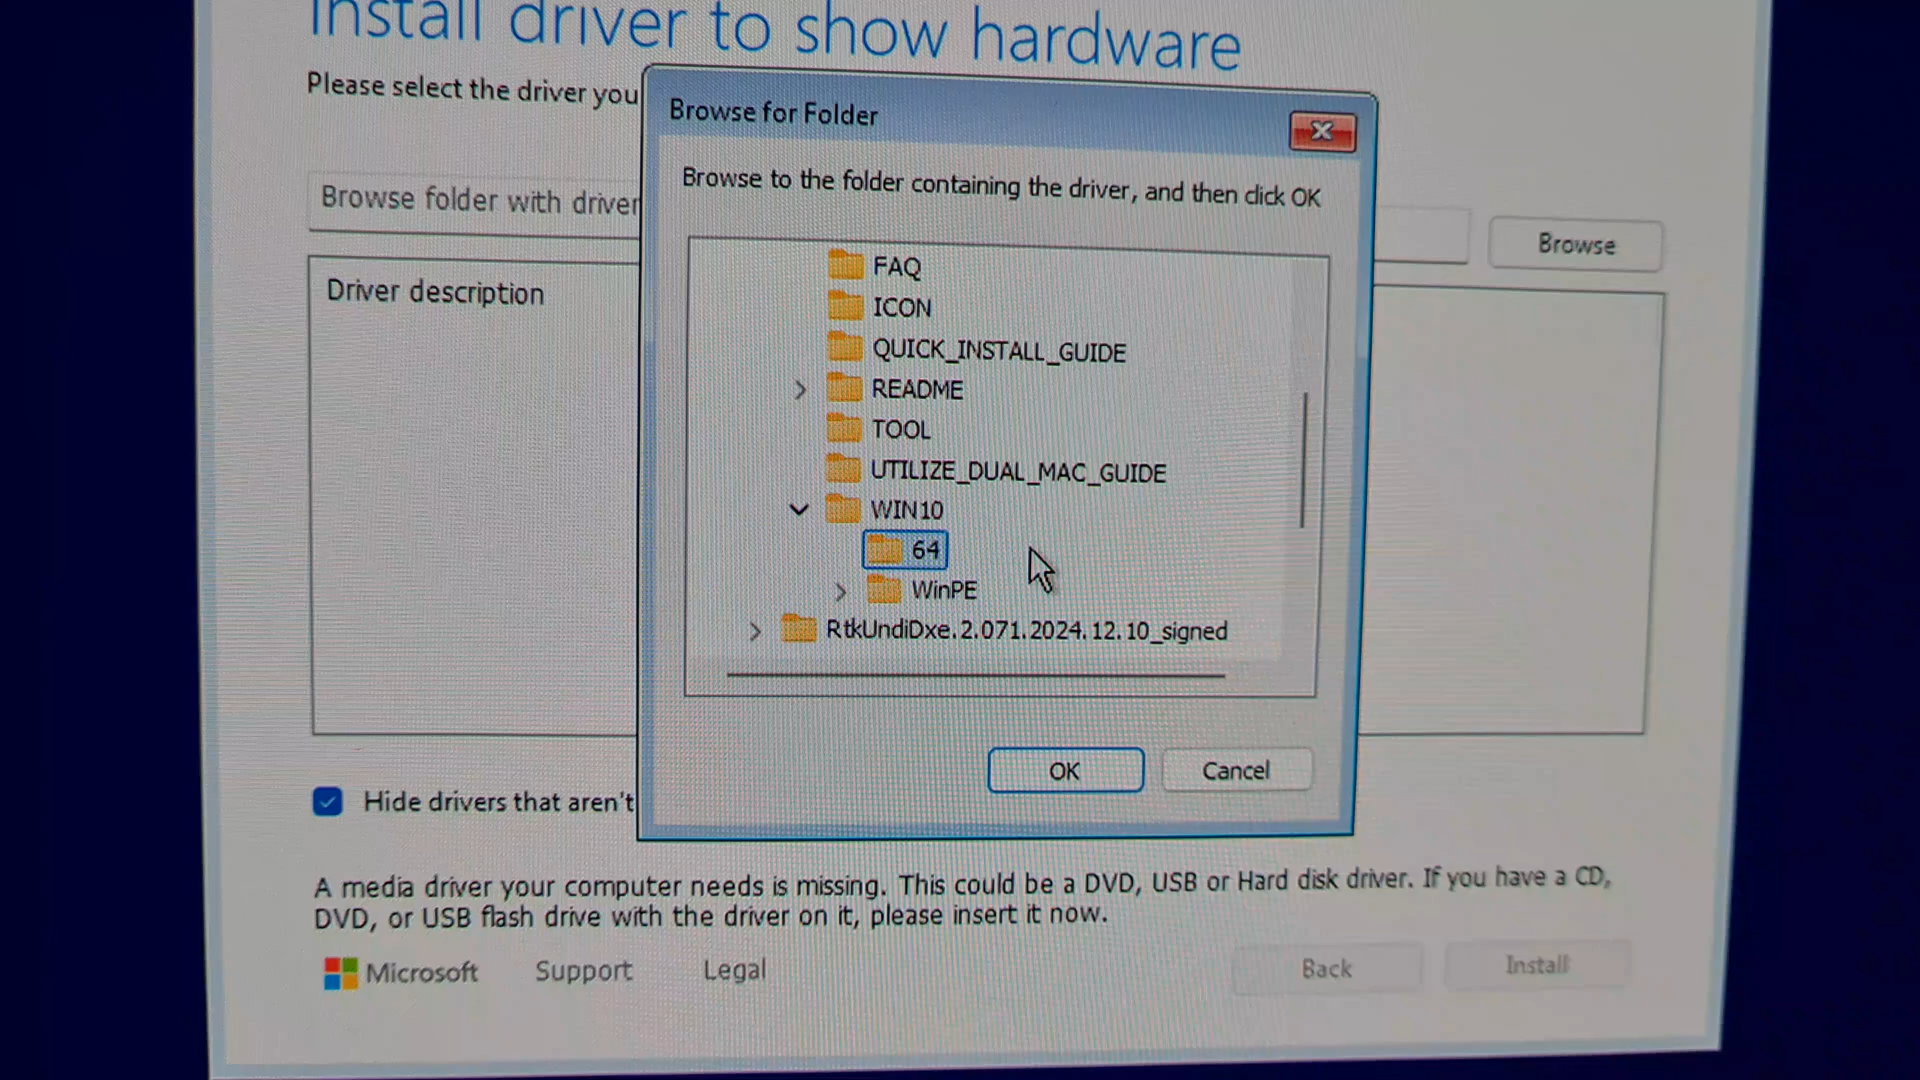 Install driver to show hardware
Please select the driver you
Browse for Folder
Browse to the folder containing the driver, and then click OK
Browse folder with driver
Browse
Driver description
FAQ
ICON
QUICK_INSTALL_GUIDE
README
TOOL
UTILIZE_DUAL_MAC_GUIDE
WIN10
64
WinPE
RtkUndiDxe.2.071.2024.12.10_signed
OK
Cancel
Hide drivers that aren't
A media driver your computer needs is missing. This could be a DVD, USB or Hard disk driver. If you have a CD,
DVD, or USB flash drive with the driver on it, please insert it now.
Microsoft
Support
Legal
Back
Install